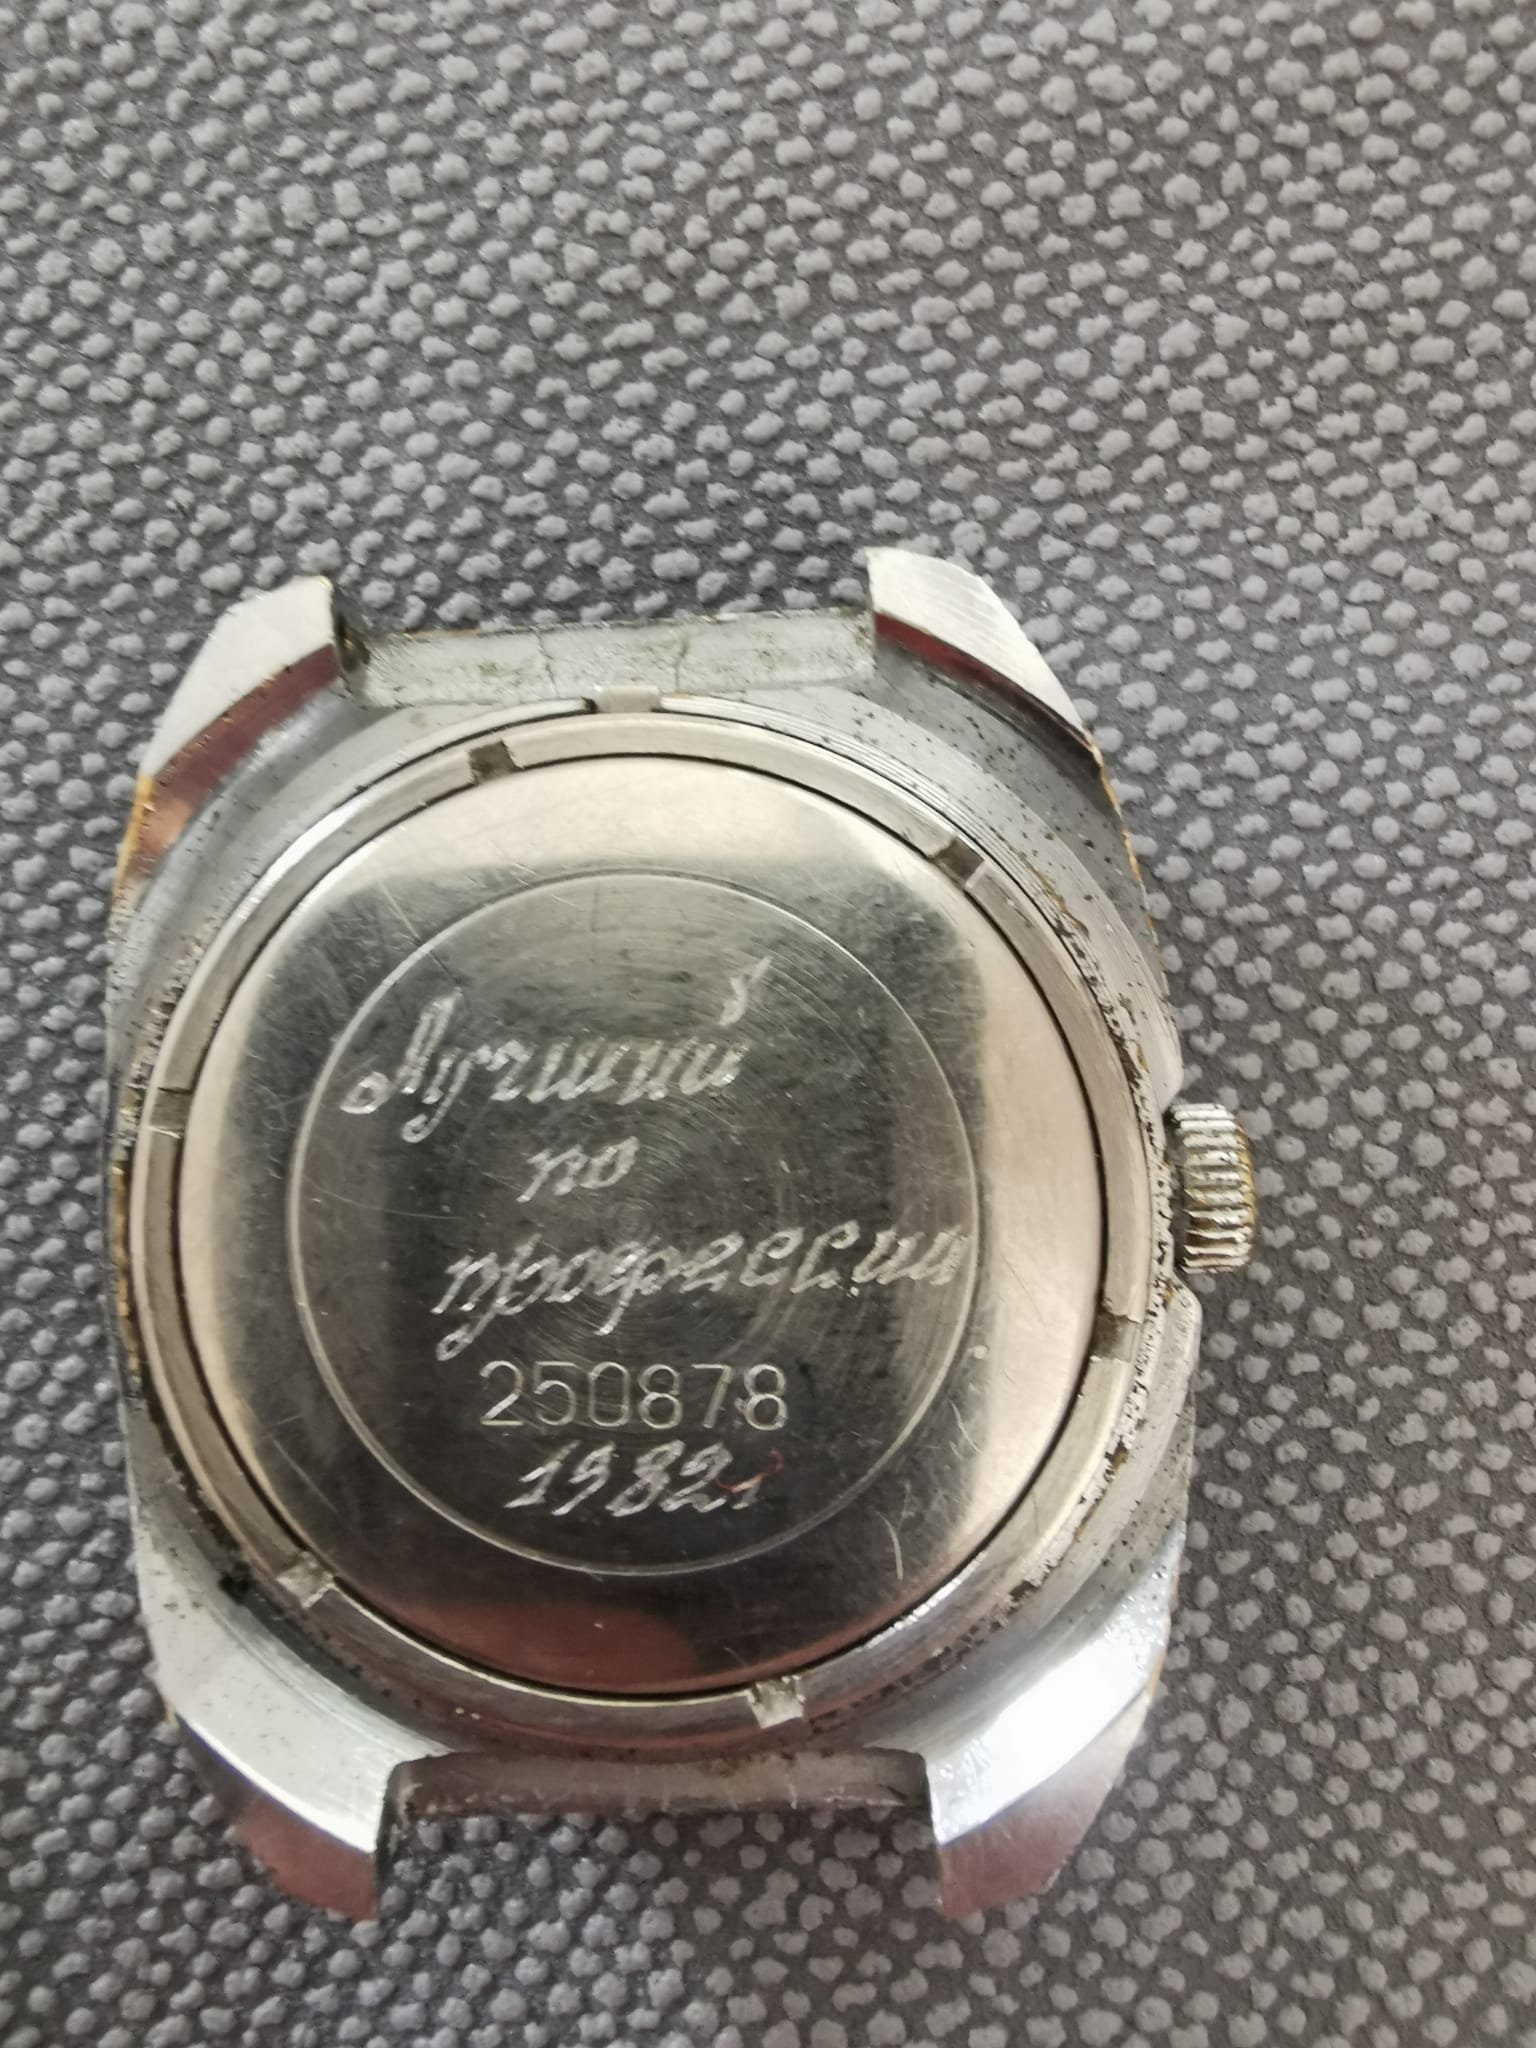 Лучший
по
профессии
250878
1982г